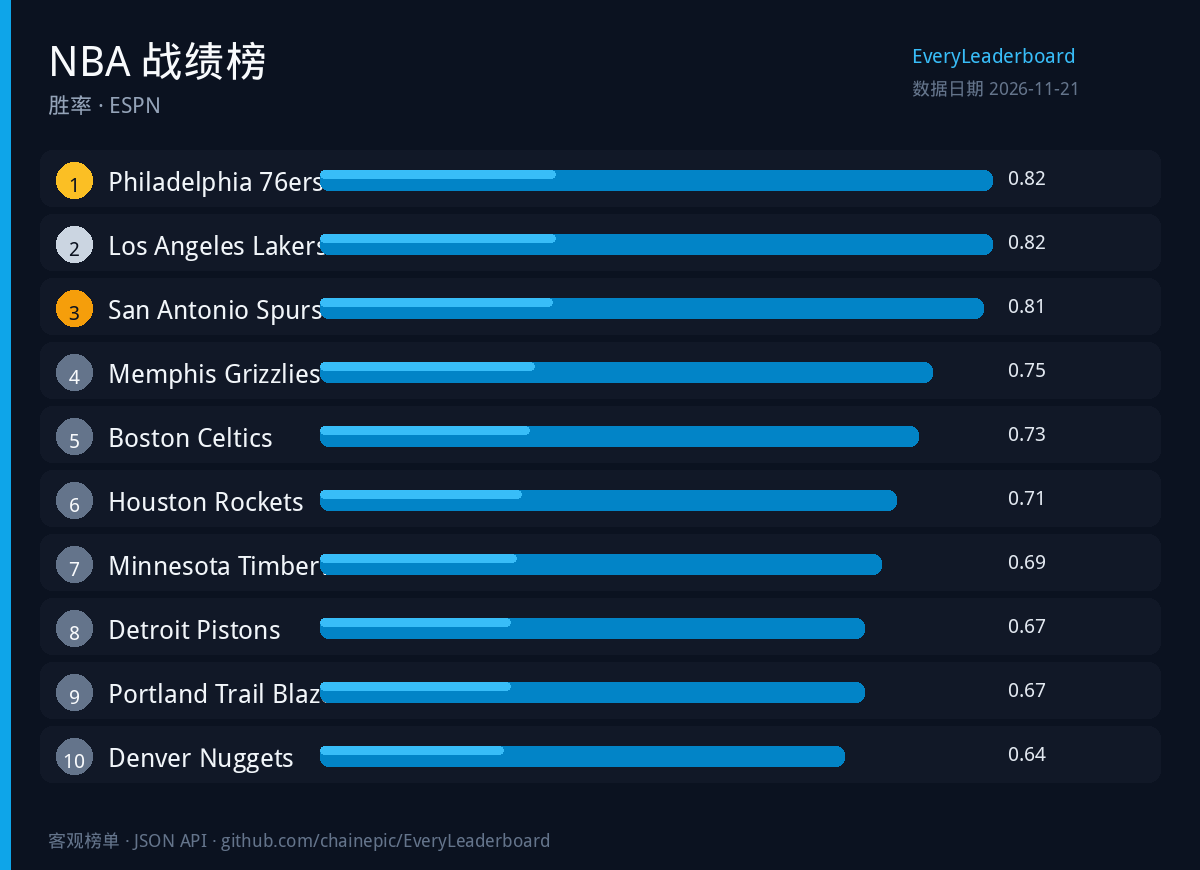 NBA 战绩榜
胜率 · ESPN
EveryLeaderboard
数据日期 2026-11-21
1 Philadelphia 76ers 0.82
2 Los Angeles Lakers 0.82
3 San Antonio Spurs 0.81
4 Memphis Grizzlies 0.75
5 Boston Celtics 0.73
6 Houston Rockets 0.71
7 Minnesota Timber 0.69
8 Detroit Pistons 0.67
9 Portland Trail Blaz 0.67
10 Denver Nuggets 0.64
客观榜单 · JSON API · github.com/chainepic/EveryLeaderboard